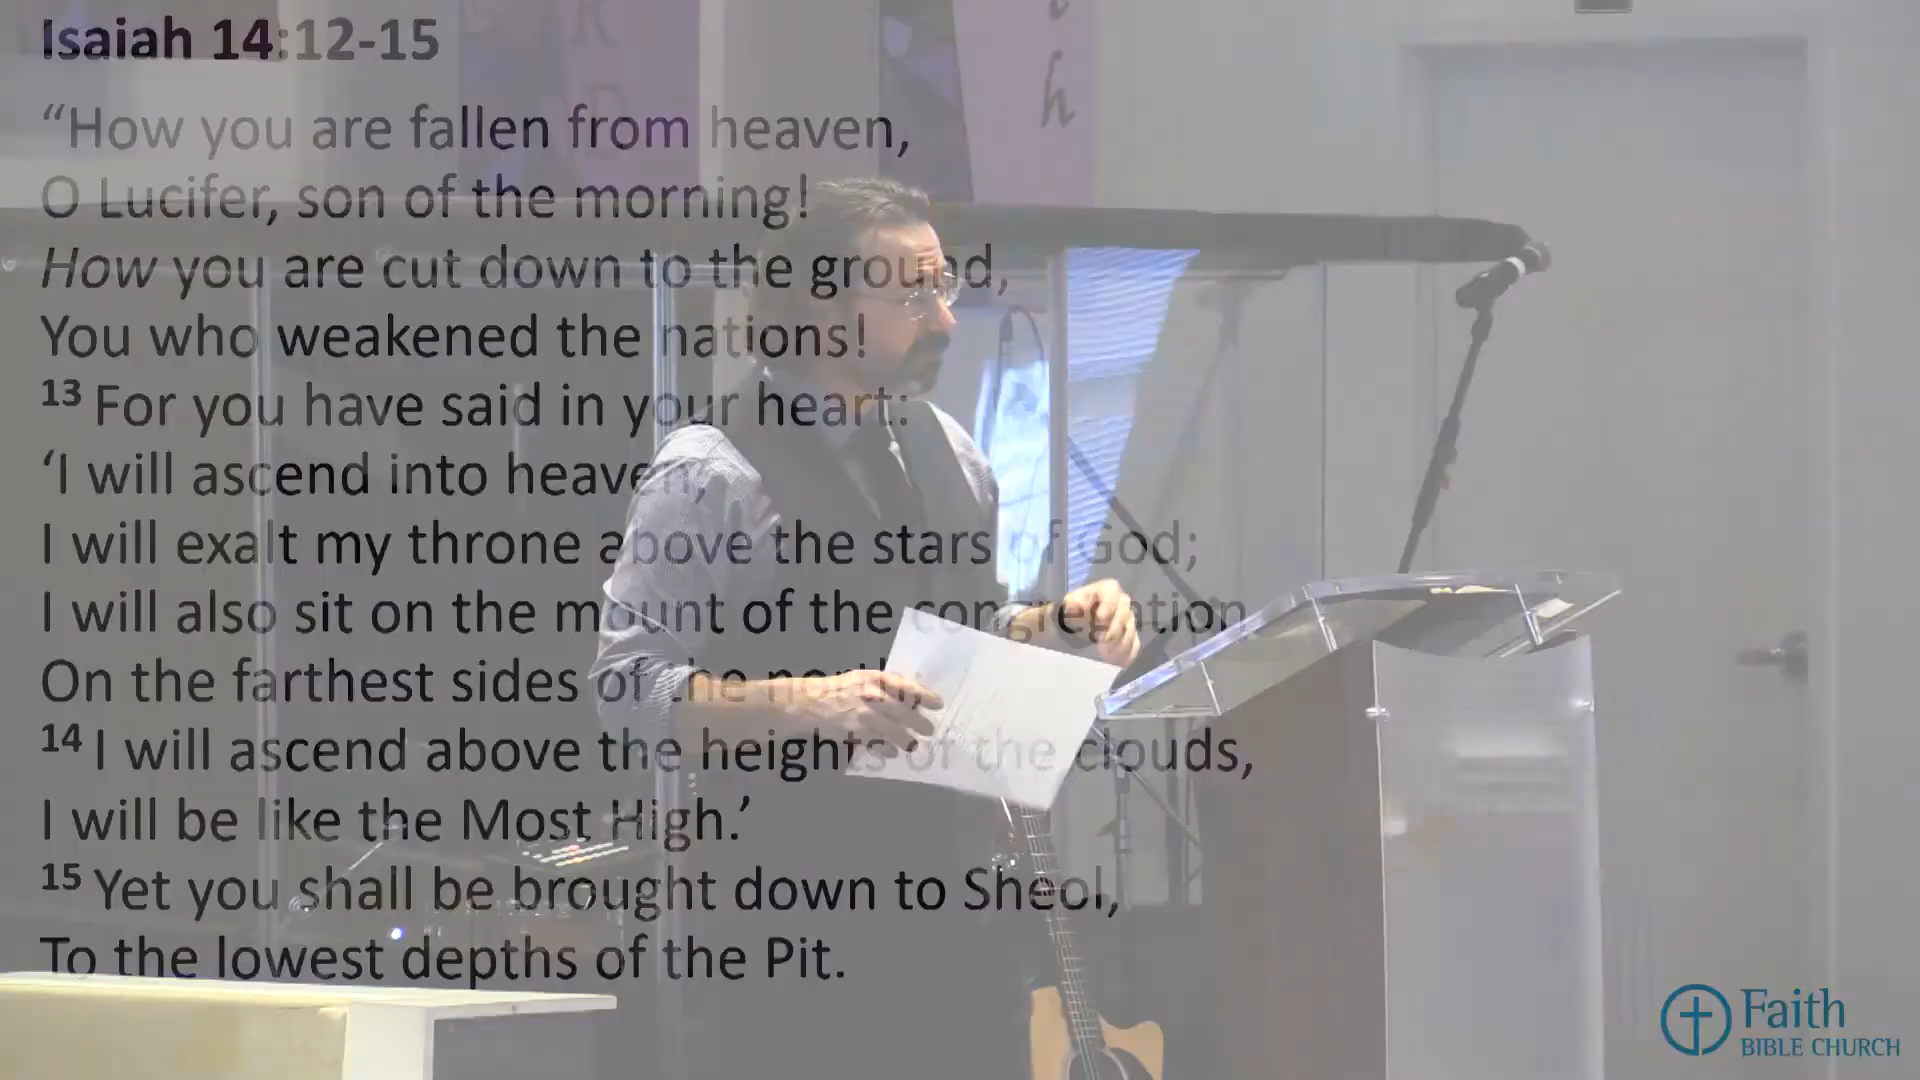 Isaiah 14:12-15
“How you are fallen from heaven,
O Lucifer, son of the morning!
How you are cut down to the ground,
You who weakened the nations!
13 For you have said in your heart:
‘I will ascend into heaven,
I will exalt my throne above the stars of God;
I will also sit on the mount of the congregation
On the farthest sides of the north;
14 I will ascend above the heights of the clouds,
I will be like the Most High.’
15 Yet you shall be brought down to Sheol,
To the lowest depths of the Pit.
Faith
BIBLE CHURCH